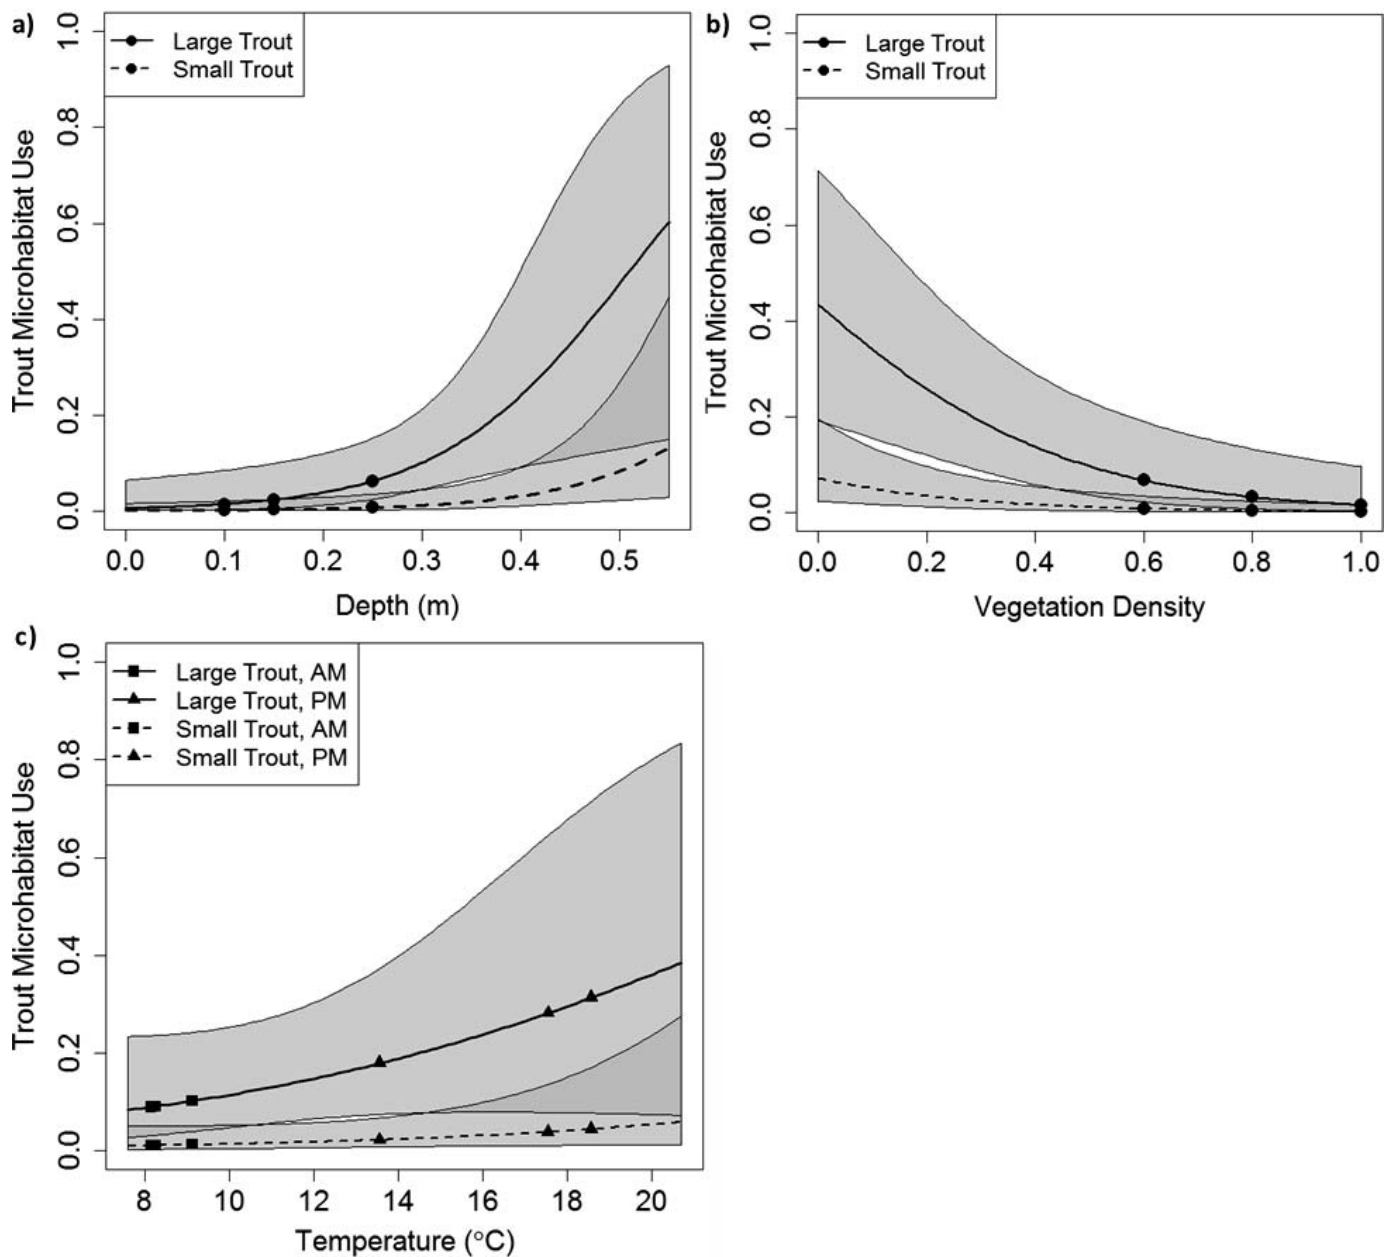 a)
Large Trout
Small Trout
Trout Microhabitat Use
1.0
0.8
0.6
0.4
0.2
0.0
0.0 0.1 0.2 0.3 0.4 0.5
Depth (m)
b)
Large Trout
Small Trout
Trout Microhabitat Use
1.0
0.8
0.6
0.4
0.2
0.0
0.0 0.2 0.4 0.6 0.8 1.0
Vegetation Density
c)
Large Trout, AM
Large Trout, PM
Small Trout, AM
Small Trout, PM
Trout Microhabitat Use
1.0
0.8
0.6
0.4
0.2
0.0
8 10 12 14 16 18 20
Temperature (°C)